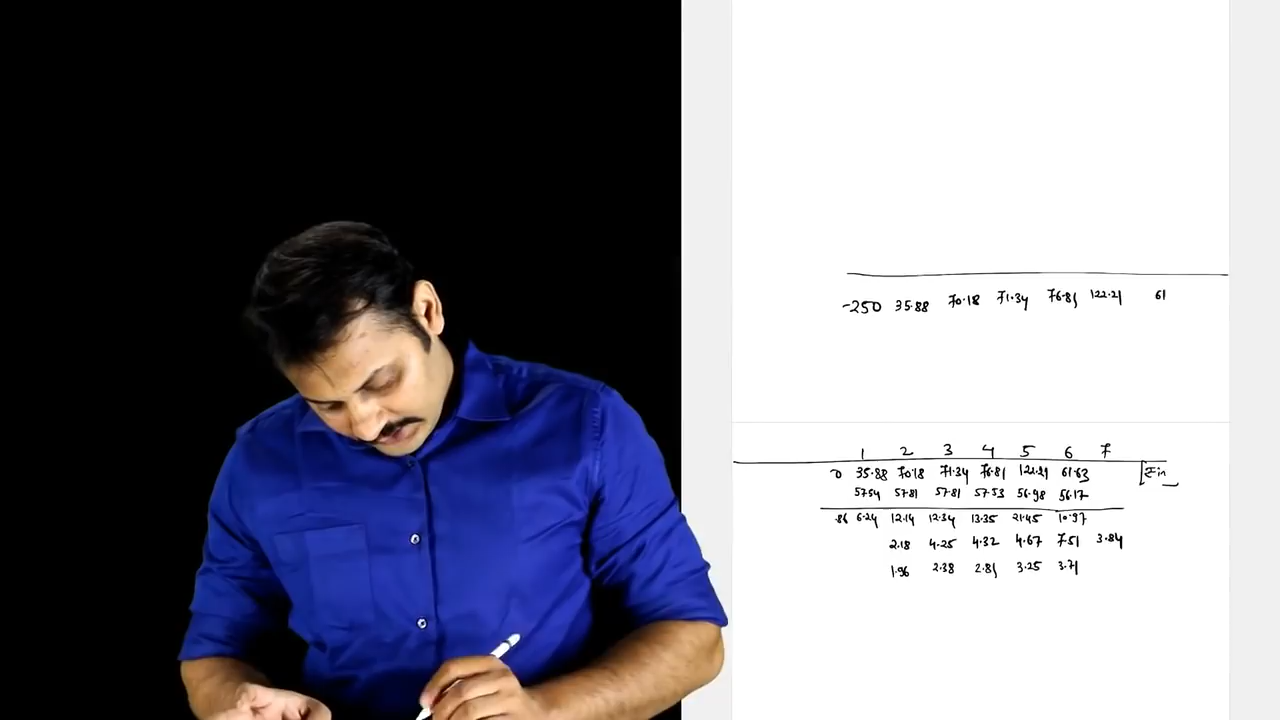 -250 35.88 70.18 71.34 76.81 122.21 61
1 2 3 4 5 6 7
0 35.88 70.18 71.34 76.81 122.21 61.63
57.54 57.81 57.81 57.53 56.98 56.17
.86 6.24 12.14 12.34 13.35 21.45 10.97
2.18 4.25 4.32 4.67 7.51 3.84
1.96 2.38 2.81 3.25 3.71